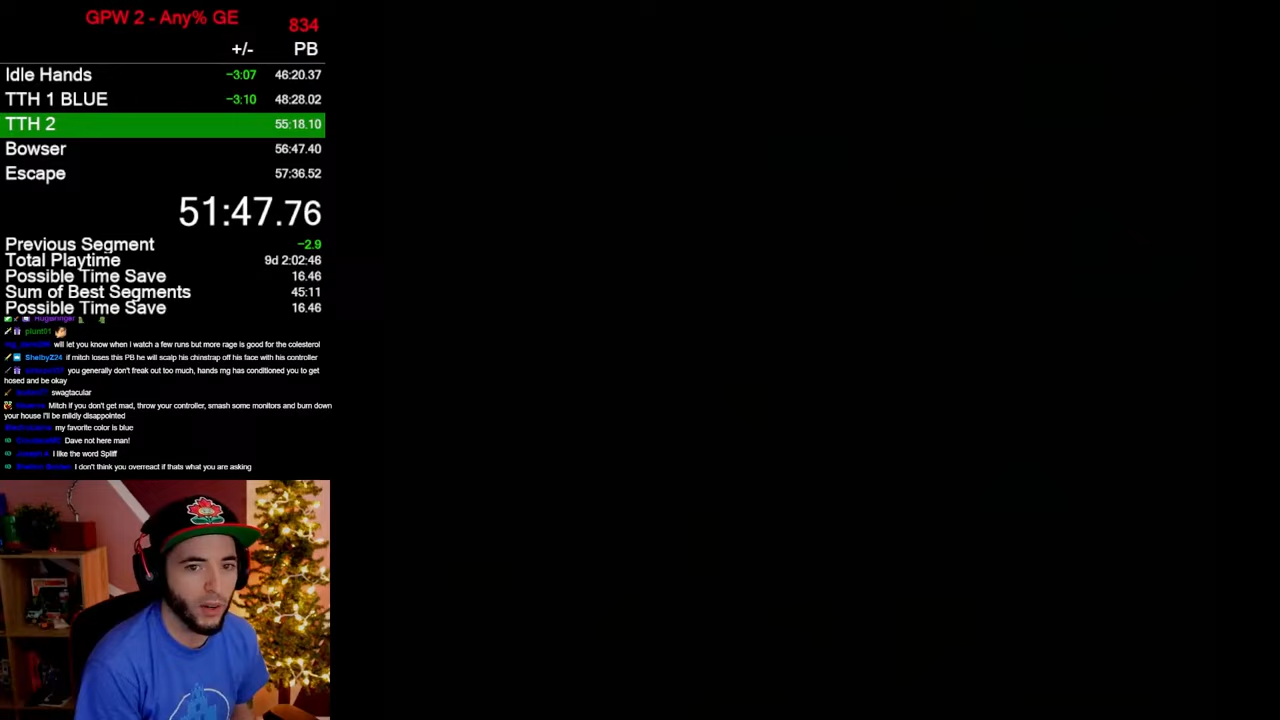 GPW 2 - Any% GE
834
+/- PB
Idle Hands -3:07 46:20.37
TTH 1 BLUE -3:10 48:28.02
TTH 2 55:18.10
Bowser 56:47.40
Escape 57:36.52
51:47.76
Previous Segment -2.9
Total Playtime 9d 2:02:46
Possible Time Save 16.46
Sum of Best Segments 45:11
Possible Time Save 16.46
plunt01
will let you know when I watch a few runs but more rage is good for the colesterol
ShelbyZ24 if mitch loses this PB he will scalp his chinstrap off his face with his controller
you generally don't freak out too much, hands rng has conditioned you to get
hosed and be okay
swagtacular
Mitch if you don't get mad, throw your controller, smash some monitors and burn down
your house I'll be mildly disappointed
my favorite color is blue
Dave not here man!
I like the word Spliff
I don't think you overreact if thats what you are asking